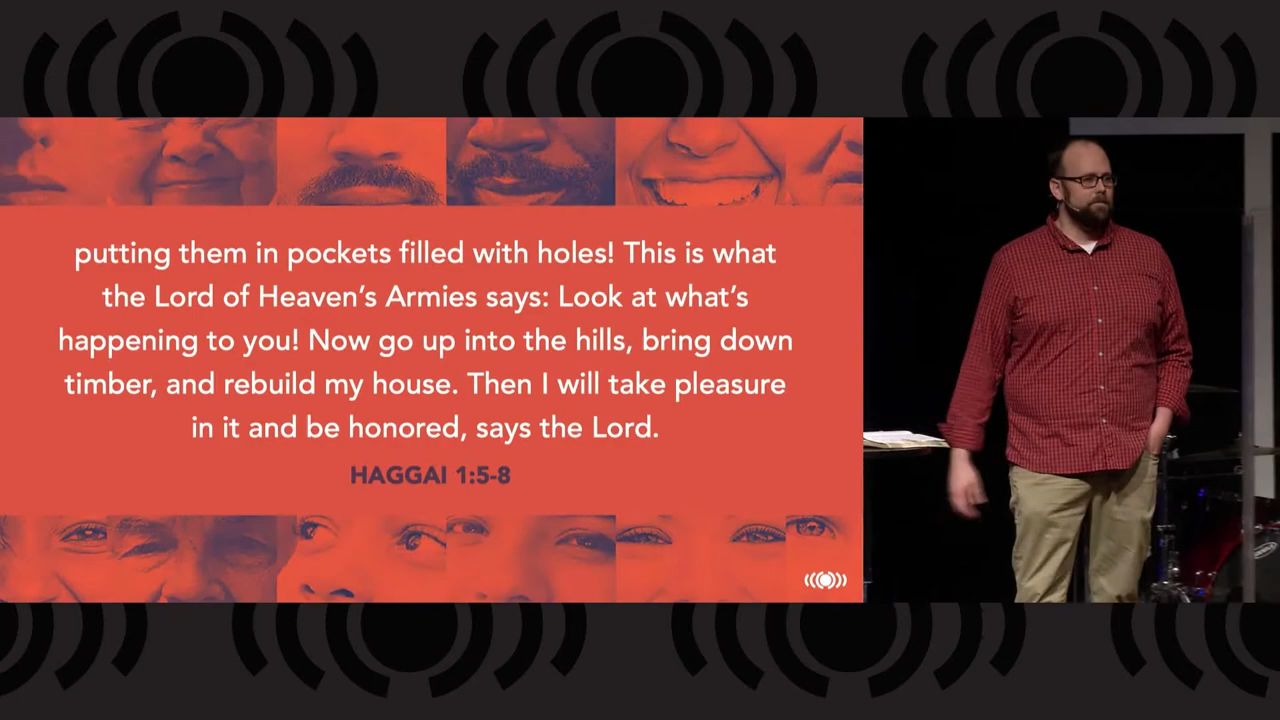 putting them in pockets filled with holes! This is what
the Lord of Heaven’s Armies says: Look at what’s
happening to you! Now go up into the hills, bring down
timber, and rebuild my house. Then I will take pleasure
in it and be honored, says the Lord.
HAGGAI 1:5-8